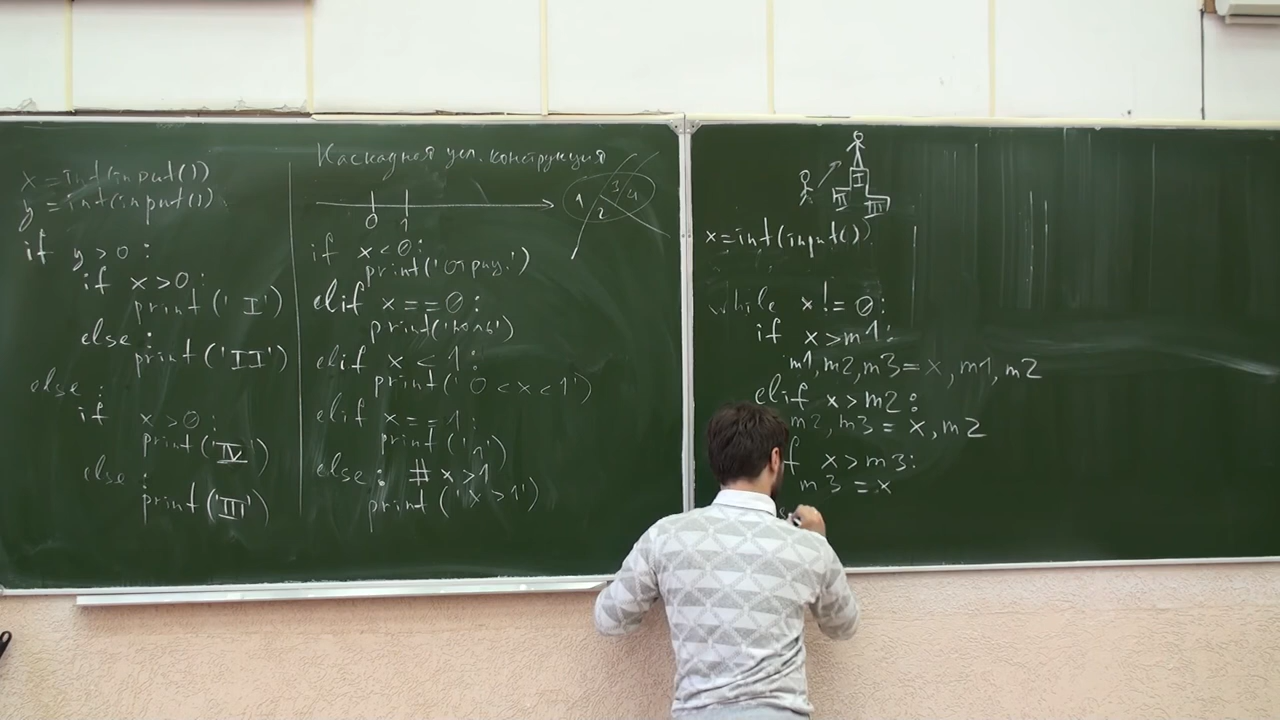 x = int(input())
y = int(input())
if y > 0 :
if x > 0 :
print('I')
else :
print('II')
else :
if x > 0 :
print('IV')
else :
print('III')
Каскадная усл. конструкция
0 1
1 2 3 4
if x < 0 :
print('отриц.')
elif x == 0 :
print('ноль')
elif x < 1 :
print('0 < x < 1')
elif x == 1 :
print('1')
else : # x > 1
print('x > 1')
I
II III
x = int(input())
while x != 0 :
if x > m1 :
m1, m2, m3 = x, m1, m2
elif x > m2 :
m2, m3 = x, m2
f x > m3 :
m3 = x